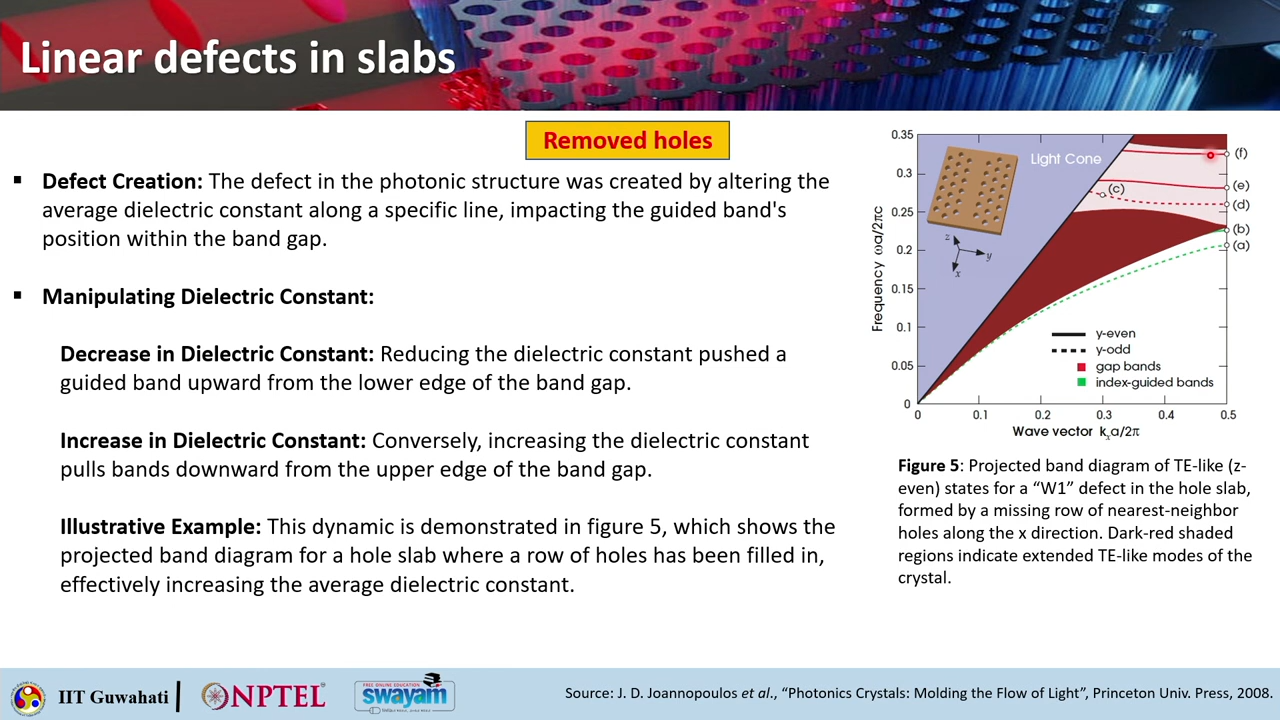 Linear defects in slabs
Removed holes
▪ Defect Creation: The defect in the photonic structure was created by altering the
average dielectric constant along a specific line, impacting the guided band's
position within the band gap.
▪ Manipulating Dielectric Constant:
Decrease in Dielectric Constant: Reducing the dielectric constant pushed a
guided band upward from the lower edge of the band gap.
Increase in Dielectric Constant: Conversely, increasing the dielectric constant
pulls bands downward from the upper edge of the band gap.
Illustrative Example: This dynamic is demonstrated in figure 5, which shows the
projected band diagram for a hole slab where a row of holes has been filled in,
effectively increasing the average dielectric constant.
Frequency ωa/2πc
0.35
0.3
0.25
0.2
0.15
0.1
0.05
0
Light Cone
z
y
x
(c)
(f)
(e)
(d)
(b)
(a)
y-even
y-odd
gap bands
index-guided bands
0 0.1 0.2 0.3 0.4 0.5
Wave vector kₓa/2π
Figure 5: Projected band diagram of TE-like (z-
even) states for a “W1” defect in the hole slab,
formed by a missing row of nearest-neighbor
holes along the x direction. Dark-red shaded
regions indicate extended TE-like modes of the
crystal.
IIT Guwahati
NPTEL
FREE ONLINE EDUCATION
swayam
Source: J. D. Joannopoulos et al., “Photonics Crystals: Molding the Flow of Light”, Princeton Univ. Press, 2008.